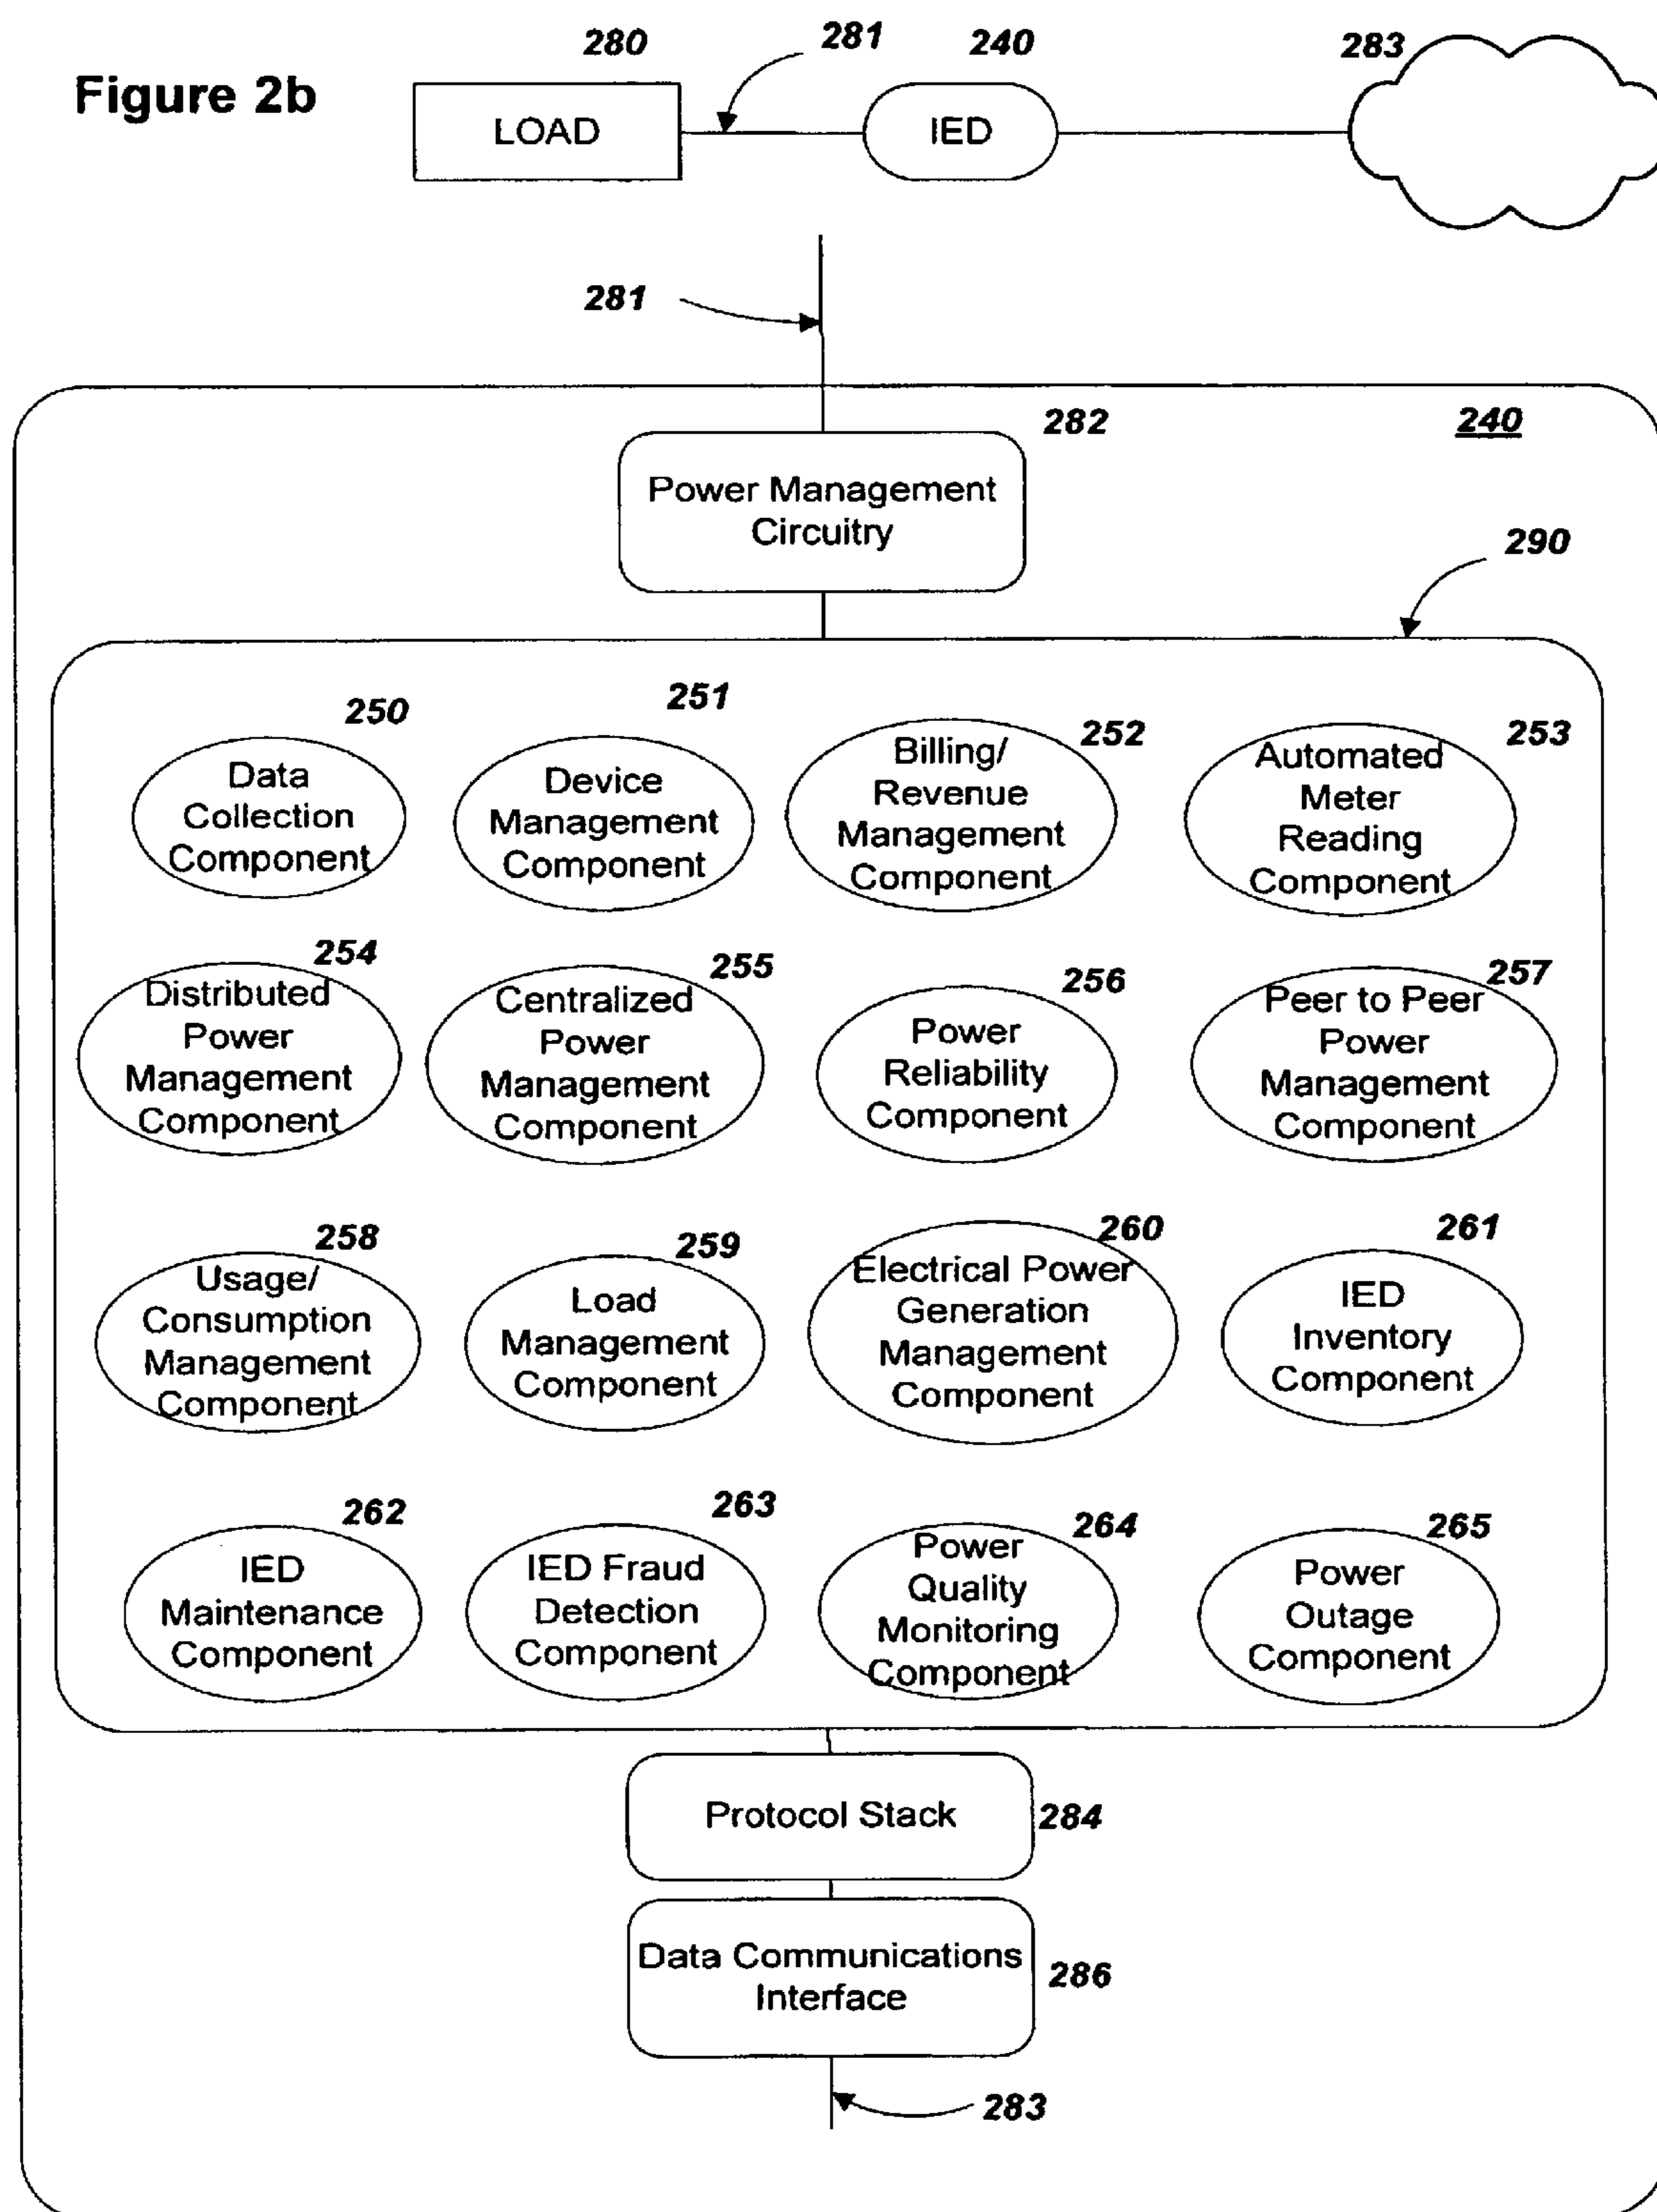 280
281
240
283
Figure 2b
LOAD
IED
281
282
240
Power Management
Circuitry
290
250
251
252
253
Data
Collection
Component
Device
Management
Component
Billing/
Revenue
Management
Component
Automated
Meter
Reading
Component
254
255
256
257
Distributed
Power
Management
Component
Centralized
Power
Management
Component
Power
Reliability
Component
Peer to Peer
Power
Management
Component
258
259
260
261
Usage/
Consumption
Management
Component
Load
Management
Component
Electrical Power
Generation
Management
Component
IED
Inventory
Component
262
263
264
265
IED
Maintenance
Component
IED Fraud
Detection
Component
Power
Quality
Monitoring
Component
Power
Outage
Component
Protocol Stack
284
Data Communications
Interface
286
283